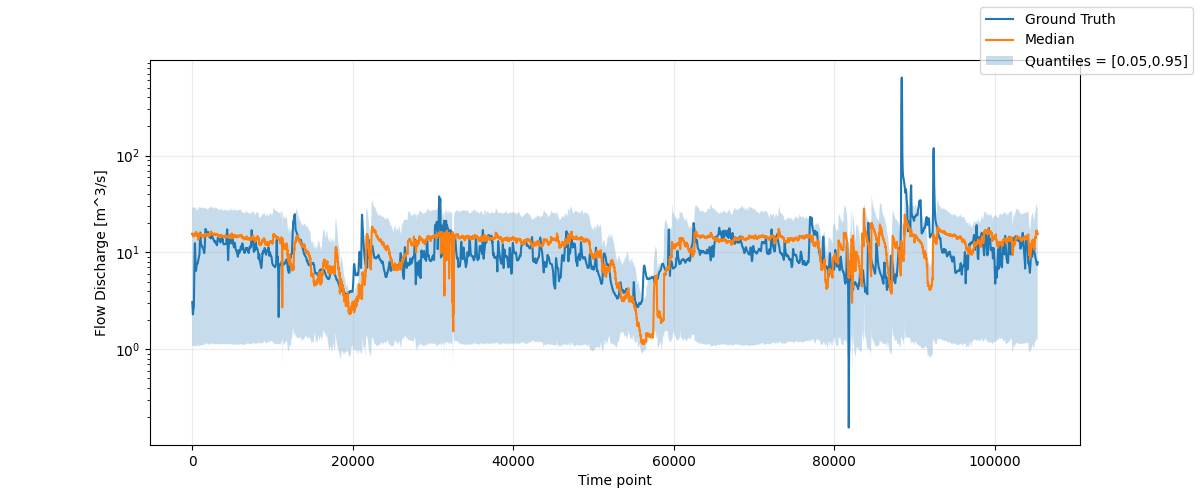 Ground Truth
Median
Quantiles = [0.05,0.95]
Flow Discharge [m^3/s]
10²
10¹
10⁰
0 20000 40000 60000 80000 100000
Time point